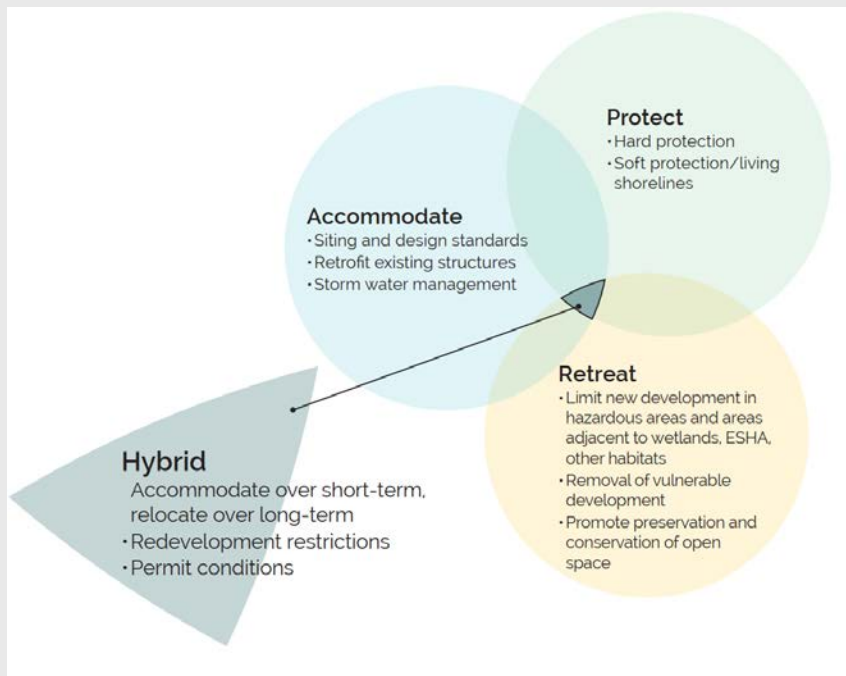 Protect
·Hard protection
·Soft protection/living
shorelines
Accommodate
·Siting and design standards
·Retrofit existing structures
·Storm water management
Retreat
·Limit new development in
hazardous areas and areas
adjacent to wetlands, ESHA,
other habitats
·Removal of vulnerable
development
·Promote preservation and
conservation of open
space
Hybrid
Accommodate over short-term,
relocate over long-term
·Redevelopment restrictions
·Permit conditions